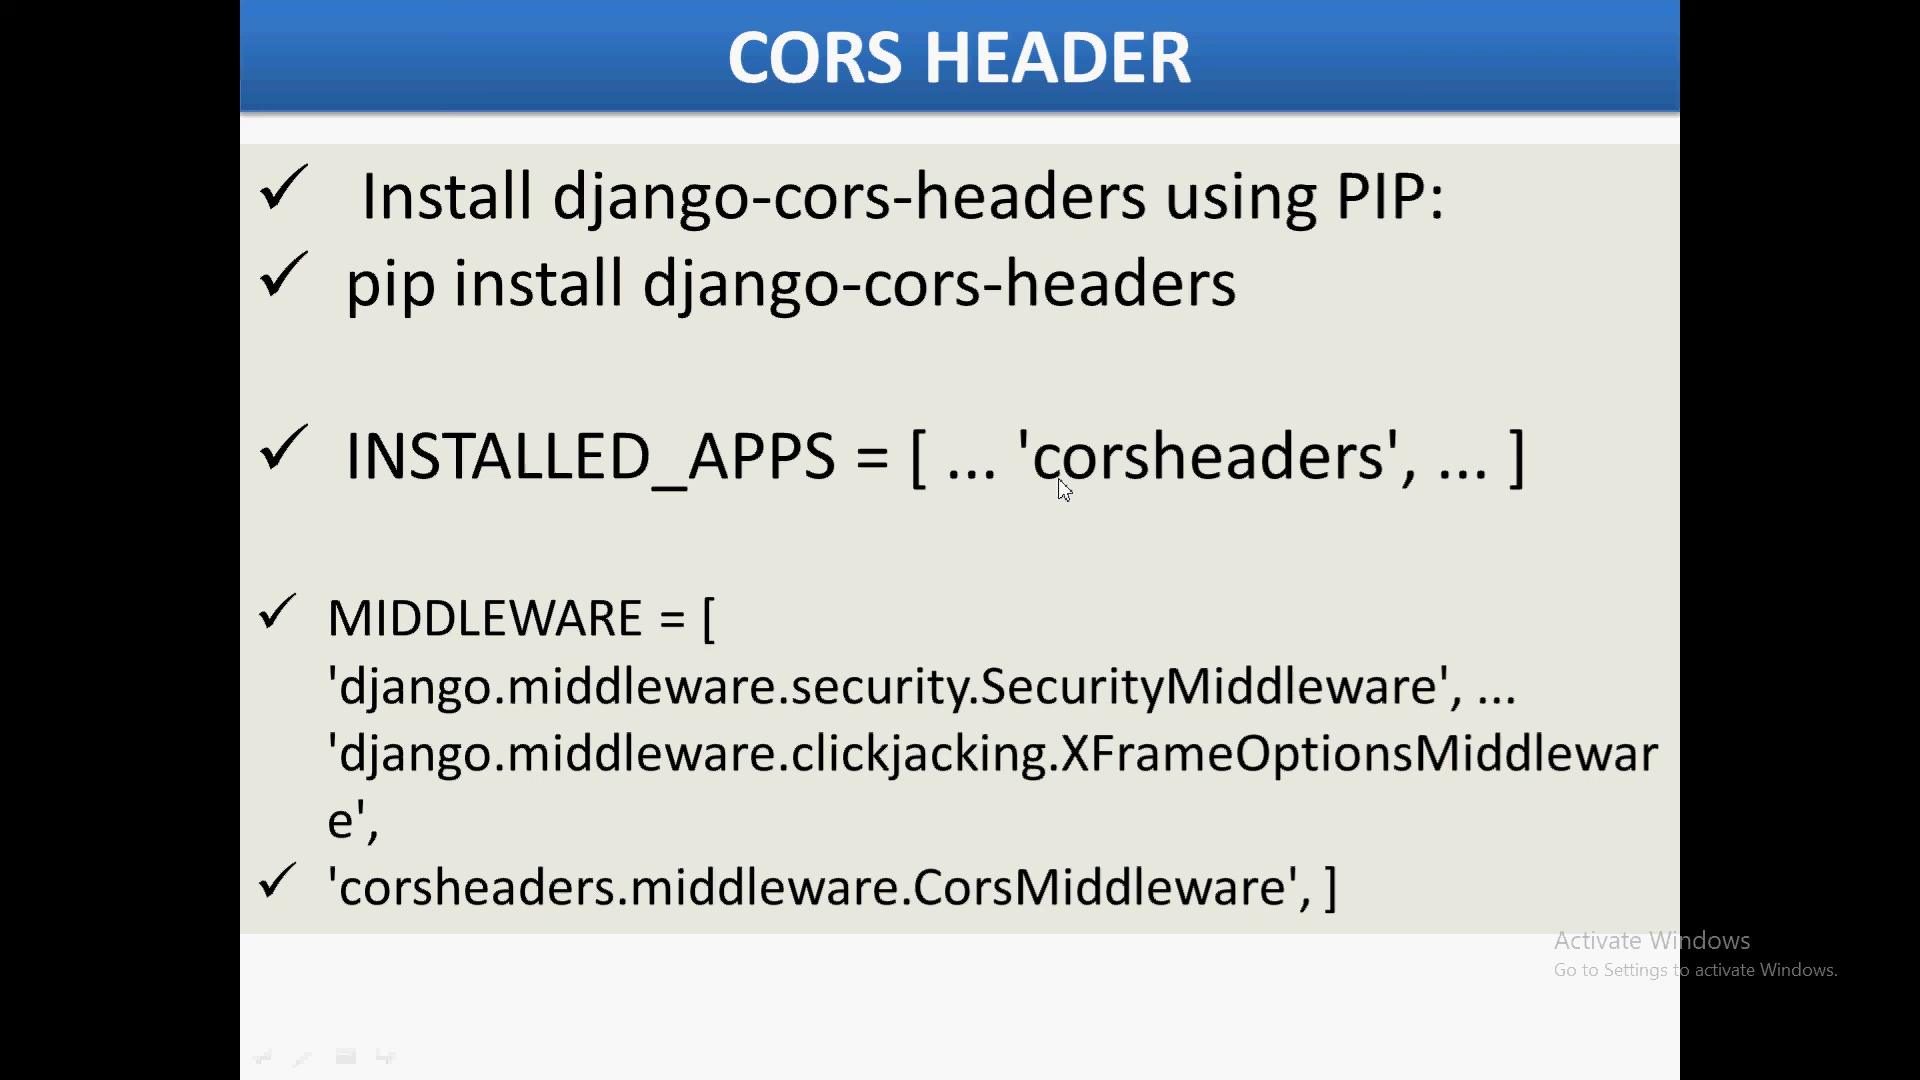 CORS HEADER
✓ Install django-cors-headers using PIP:
✓ pip install django-cors-headers
✓ INSTALLED_APPS = [ ... 'corsheaders', ... ]
✓ MIDDLEWARE = [
'django.middleware.security.SecurityMiddleware', ...
'django.middleware.clickjacking.XFrameOptionsMiddlewar
e',
✓ 'corsheaders.middleware.CorsMiddleware', ]
Activate Windows
Go to Settings to activate Windows.